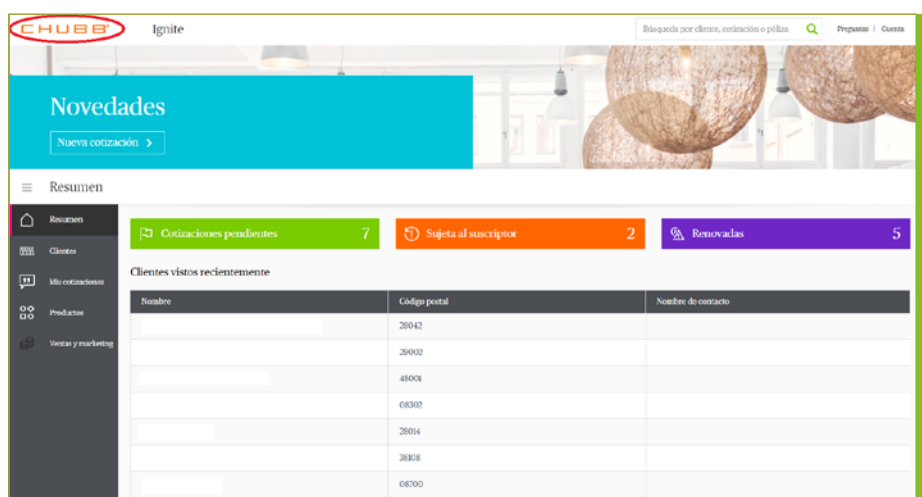 CHUBB® Ignite Búsqueda por cliente, cotización o póliza Preguntas | Cuenta
Novedades
Nueva cotización >
Resumen
Resumen
Cotizaciones pendientes 7
Sujeta al suscriptor 2
Renovadas 5
Clientes
Mis cotizaciones
Productos
Ventas y marketing
Clientes vistos recientemente
Nombre Código postal Nombre de contacto
28042
29002
48001
08302
28014
38108
08700